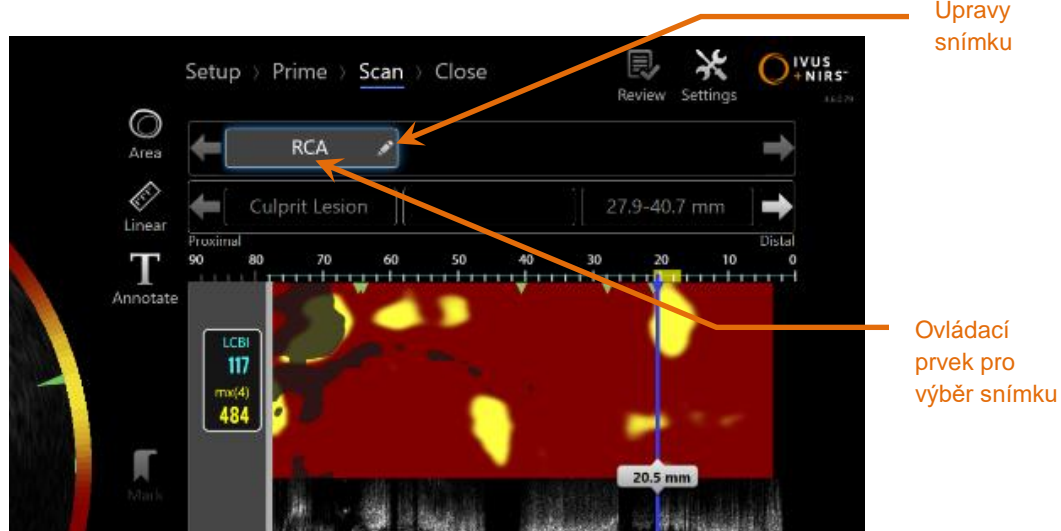 Úpravy
snímku
Setup > Prime > Scan > Close
Review
Settings
IVUS
+NIRS
Area
RCA
Linear
Culprit Lesion
27.9-40.7 mm
Proximal
Distal
90 80 70 60 50 40 30 20 10 0
T
Annotate
LCBI
117
mx(4)
484
Ovládací
prvek pro
výběr snímku
20.5 mm
Mark